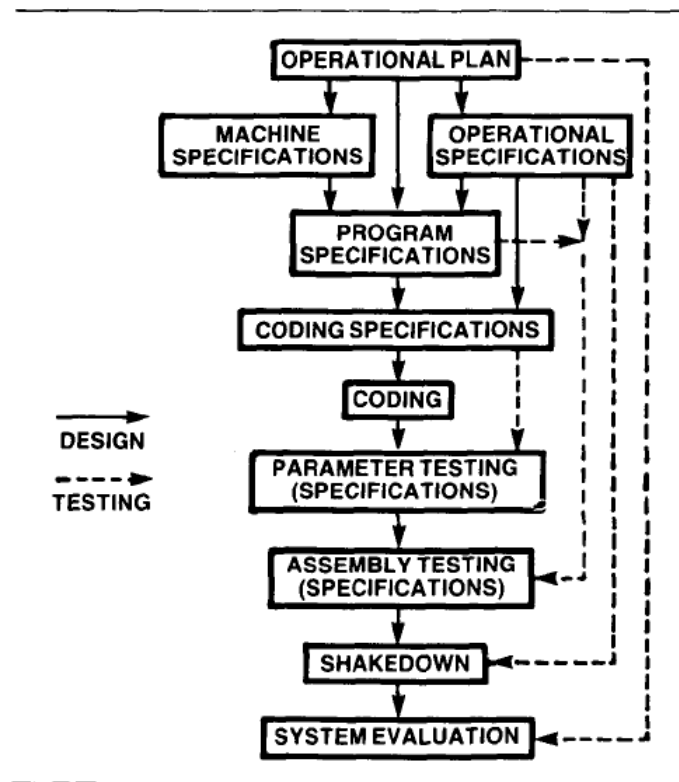 OPERATIONAL PLAN
MACHINE
SPECIFICATIONS
OPERATIONAL
SPECIFICATIONS
PROGRAM
SPECIFICATIONS
CODING SPECIFICATIONS
CODING
DESIGN
TESTING
PARAMETER TESTING
(SPECIFICATIONS)
ASSEMBLY TESTING
(SPECIFICATIONS)
SHAKEDOWN
SYSTEM EVALUATION